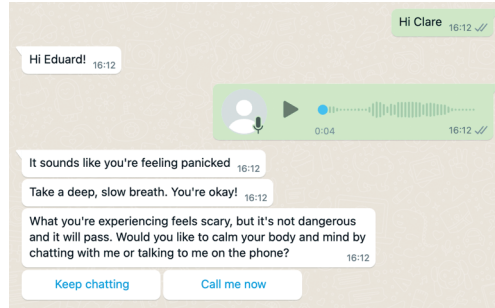 Hi Clare 16:12
Hi Eduard! 16:12
0:04 16:12
It sounds like you're feeling panicked 16:12
Take a deep, slow breath. You're okay! 16:12
What you're experiencing feels scary, but it's not dangerous
and it will pass. Would you like to calm your body and mind by
chatting with me or talking to me on the phone?
16:12
Keep chatting Call me now